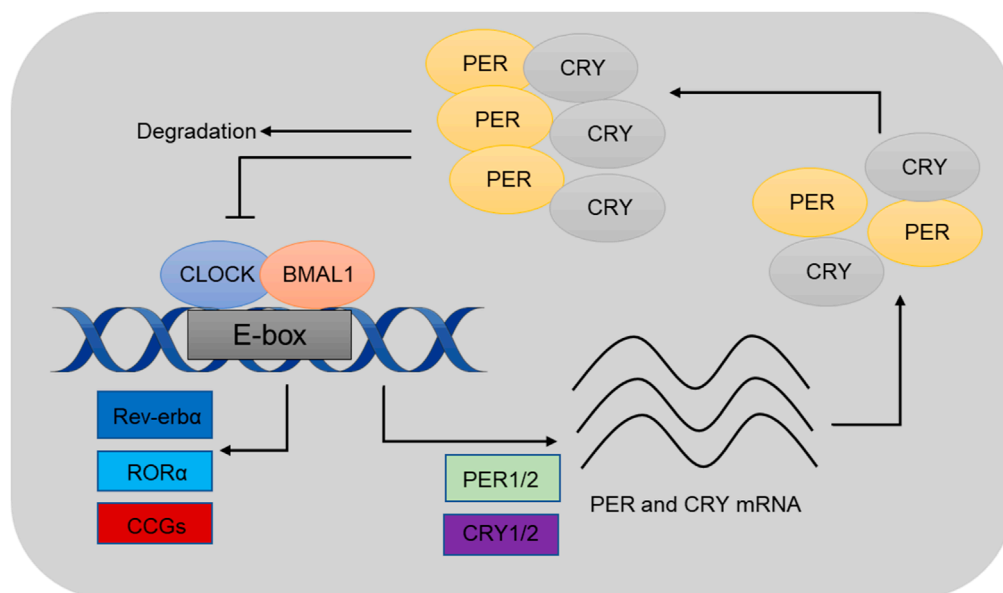 PER
CRY
PER
CRY
PER
CRY
Degradation
CRY
PER
PER
CRY
CLOCK
BMAL1
E-box
Rev-erbα
RORα
CCGs
PER1/2
CRY1/2
PER and CRY mRNA